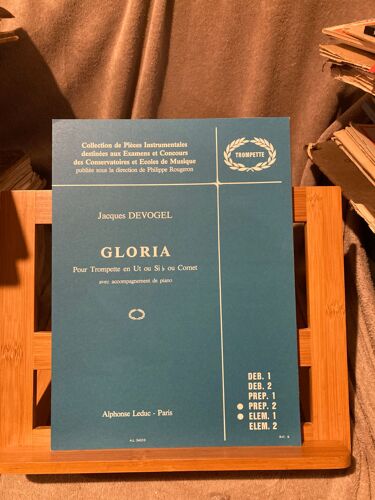 Collection de Pièces Instrumentales
destinées aux Examens et Concours
des Conservatoires et Ecoles de Musique
publiée sous la direction de Philippe Rougeron
TROMPETTE
Jacques DEVOGEL
GLORIA
Pour Trompette en Ut ou Si♭ ou Cornet
avec accompagnement de piano
DEB. 1
DEB. 2
PREP. 1
PREP. 2
ELEM. 1
ELEM. 2
Alphonse Leduc - Paris